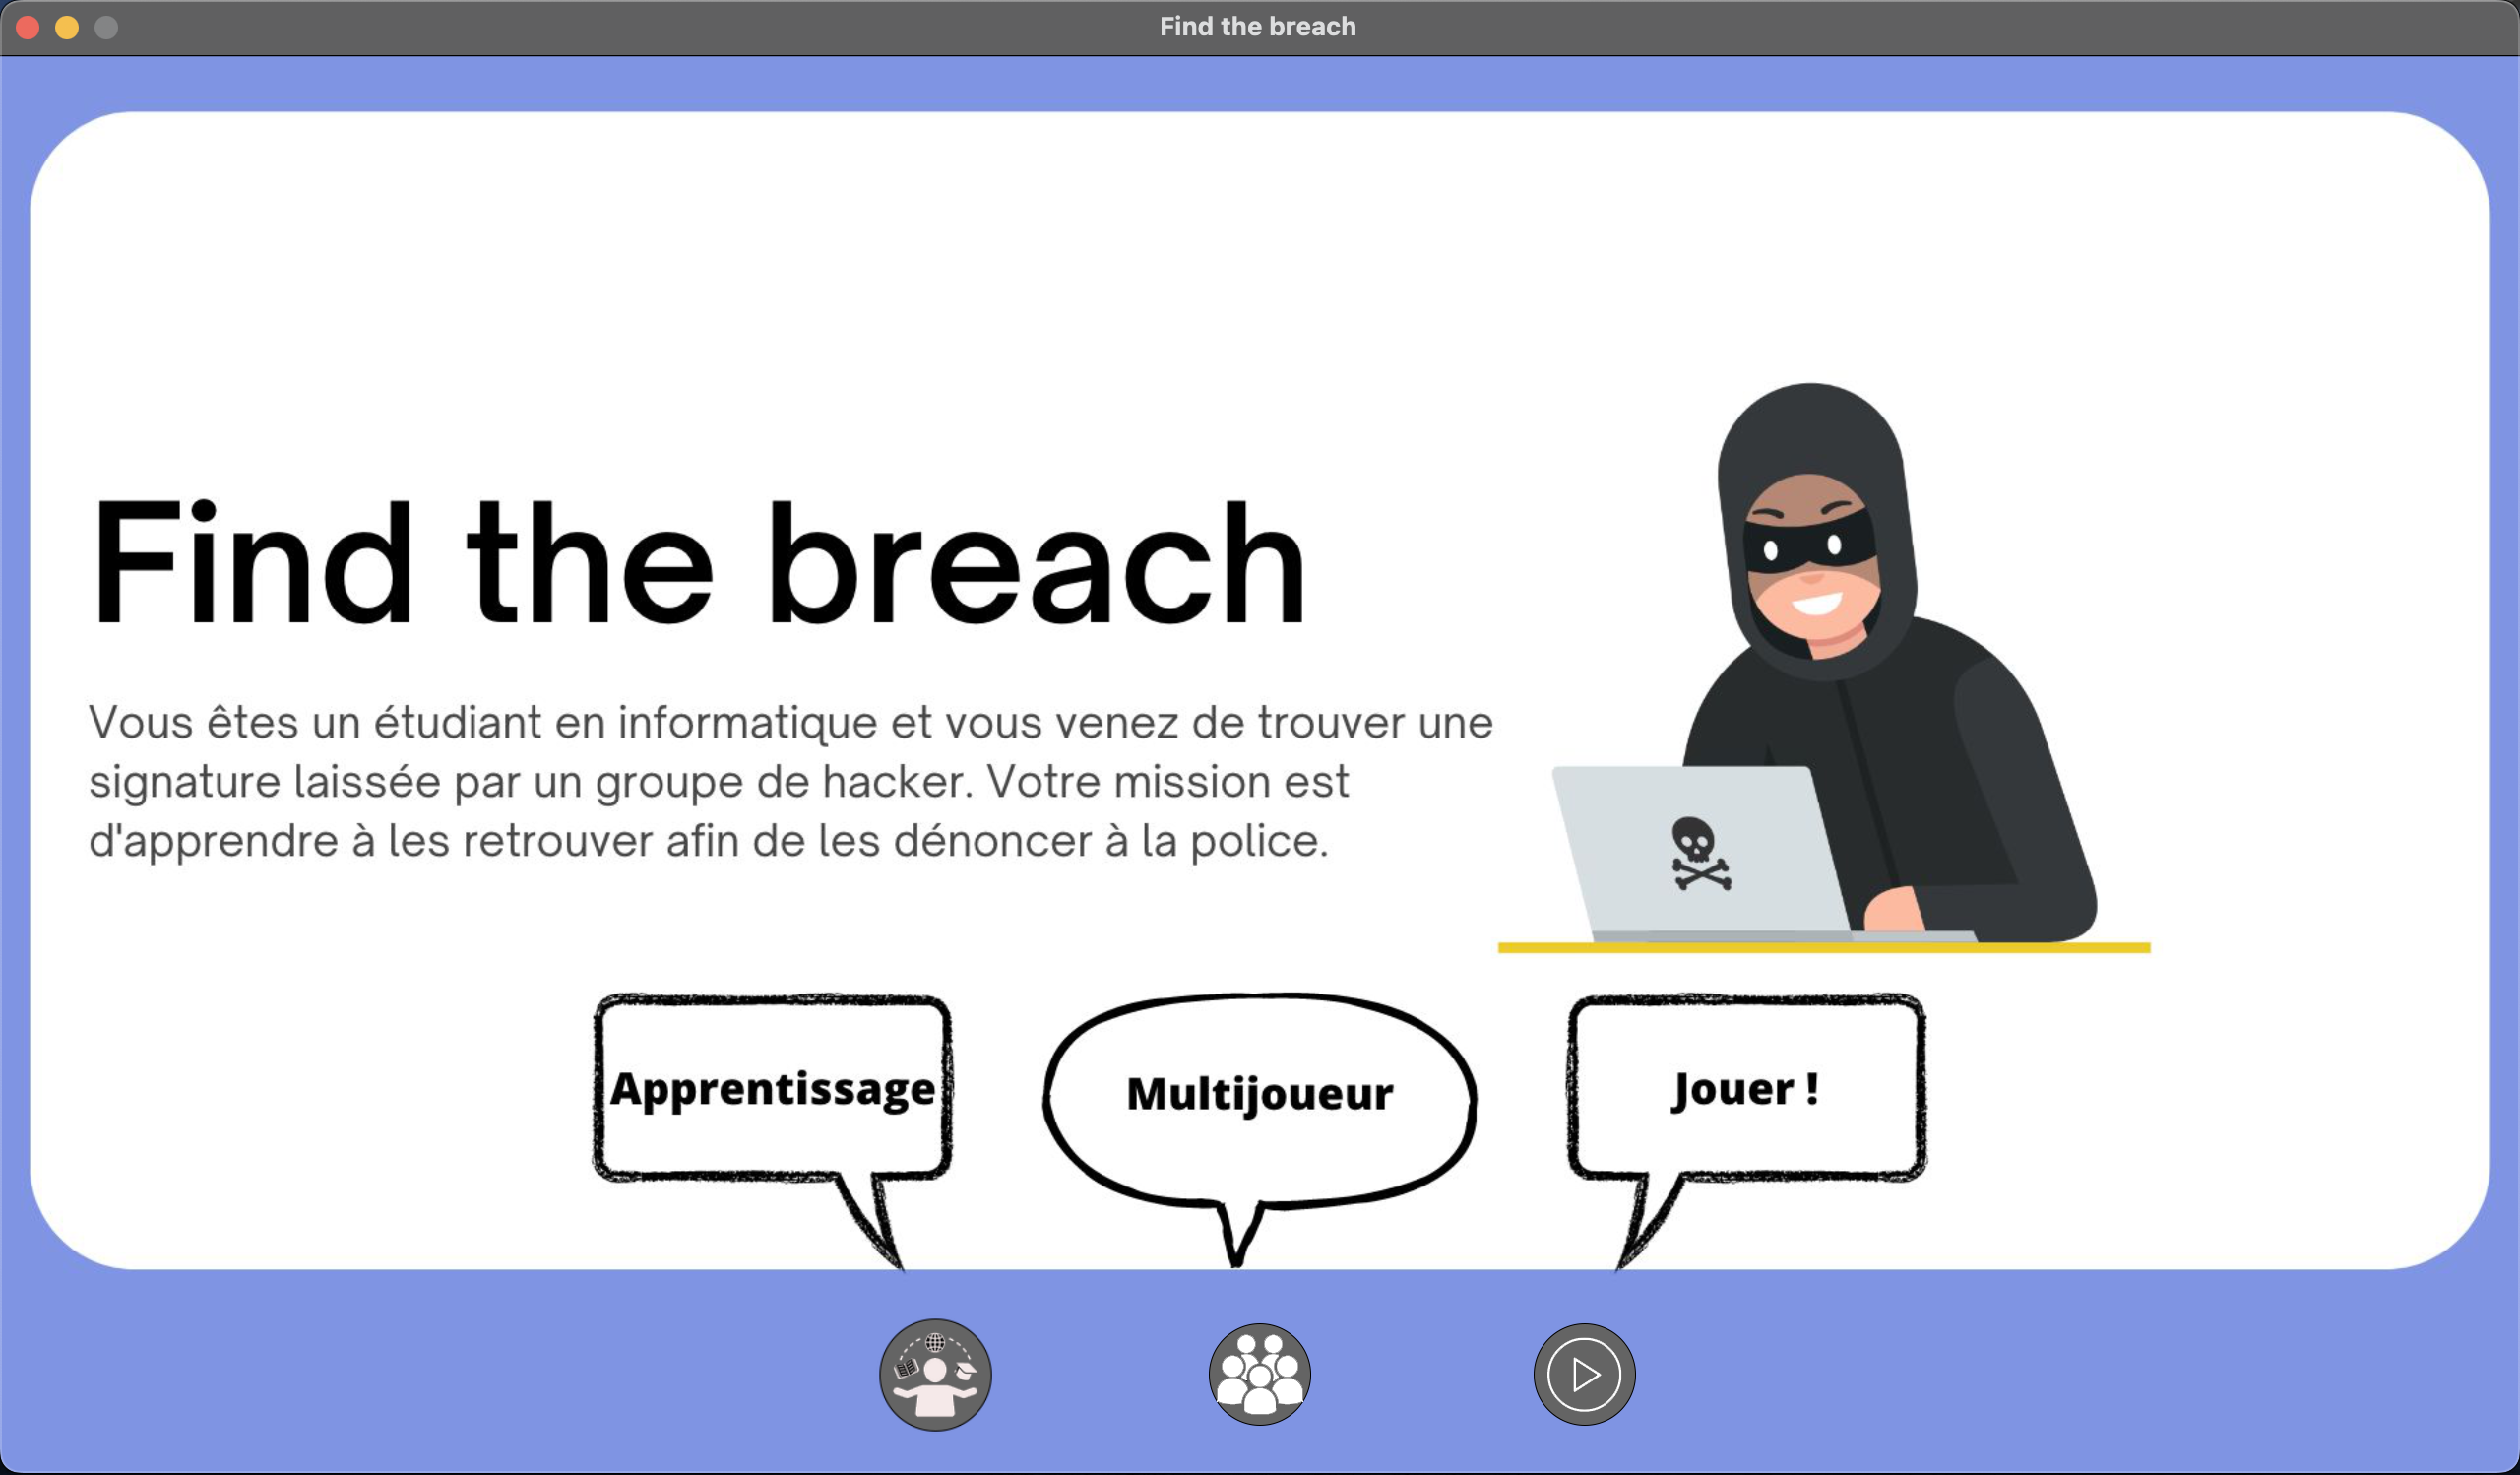 Find the breach
Find the breach
Vous êtes un étudiant en informatique et vous venez de trouver une
signature laissée par un groupe de hacker. Votre mission est
d'apprendre à les retrouver afin de les dénoncer à la police.
Apprentissage
Multijoueur
Jouer !